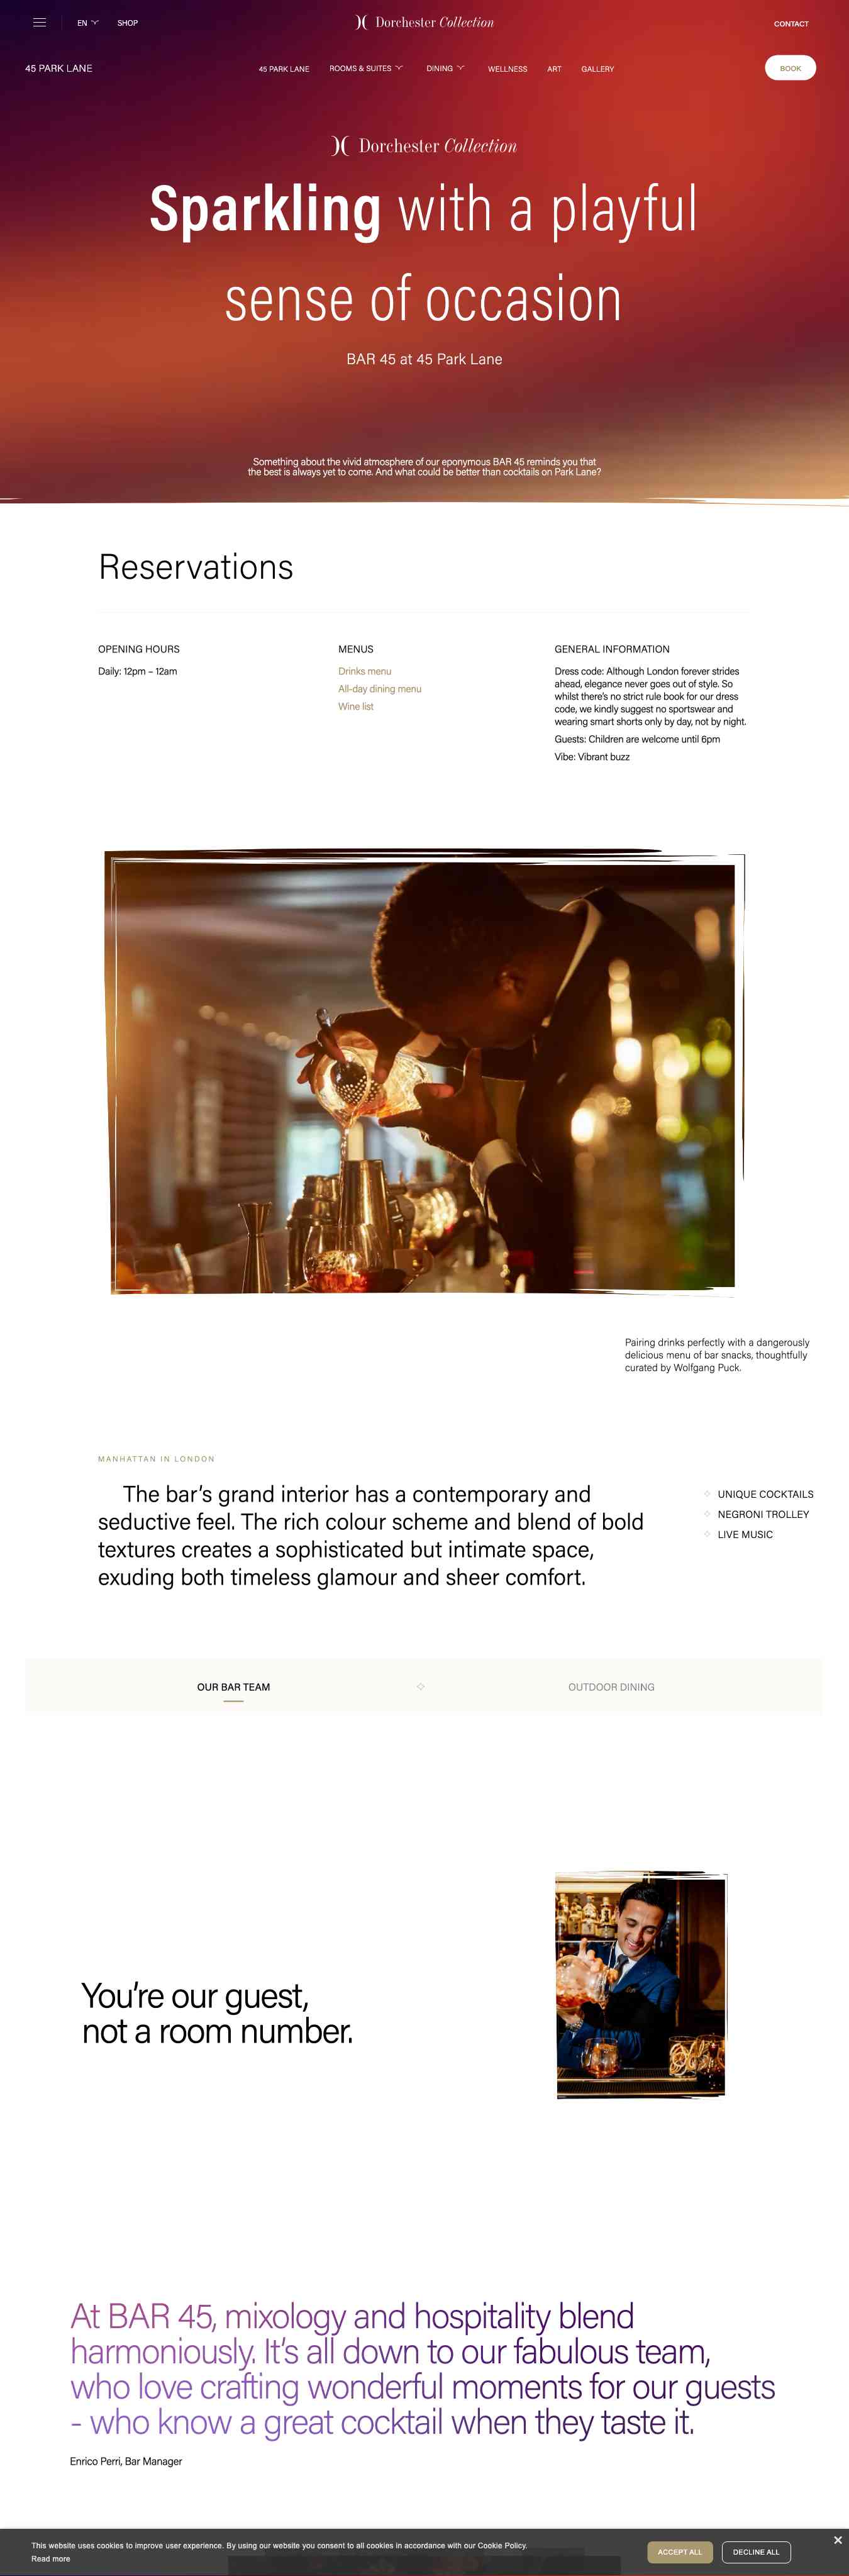 EN
SHOP
Dorchester Collection
CONTACT
45 PARK LANE
45 PARK LANE
ROOMS & SUITES
DINING
WELLNESS
ART
GALLERY
BOOK
Dorchester Collection
Sparkling with a playful
sense of occasion
BAR 45 at 45 Park Lane
Something about the vivid atmosphere of our eponymous BAR 45 reminds you that
the best is always yet to come. And what could be better than cocktails on Park Lane?
Reservations
OPENING HOURS
Daily: 12pm – 12am
MENUS
Drinks menu
All-day dining menu
Wine list
GENERAL INFORMATION
Dress code: Although London forever strides
ahead, elegance never goes out of style. So
whilst there's no strict rule book for our dress
code, we kindly suggest no sportswear and
wearing smart shorts only by day, not by night.
Guests: Children are welcome until 6pm
Vibe: Vibrant buzz
Pairing drinks perfectly with a dangerously
delicious menu of bar snacks, thoughtfully
curated by Wolfgang Puck.
MANHATTAN IN LONDON
The bar's grand interior has a contemporary and
seductive feel. The rich colour scheme and blend of bold
textures creates a sophisticated but intimate space,
exuding both timeless glamour and sheer comfort.
UNIQUE COCKTAILS
NEGRONI TROLLEY
LIVE MUSIC
OUR BAR TEAM
OUTDOOR DINING
You're our guest,
not a room number.
At BAR 45, mixology and hospitality blend
harmoniously. It's all down to our fabulous team,
who love crafting wonderful moments for our guests
- who know a great cocktail when they taste it.
Enrico Perri, Bar Manager
This website uses cookies to improve user experience. By using our website you consent to all cookies in accordance with our Cookie Policy.
Read more
ACCEPT ALL
DECLINE ALL